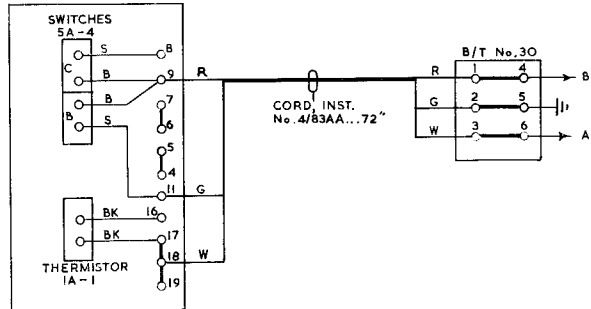 SWITCHES
5A-4
S
8
C
B
9
R
B
7
B
S
6
5
4
11
G
BK
16
BK
17
18
W
19
THERMISTOR
1A-1
CORD, INST.
No.4/83AA...72"
B/T No.30
R
1
4
B
G
2
5
W
3
6
A